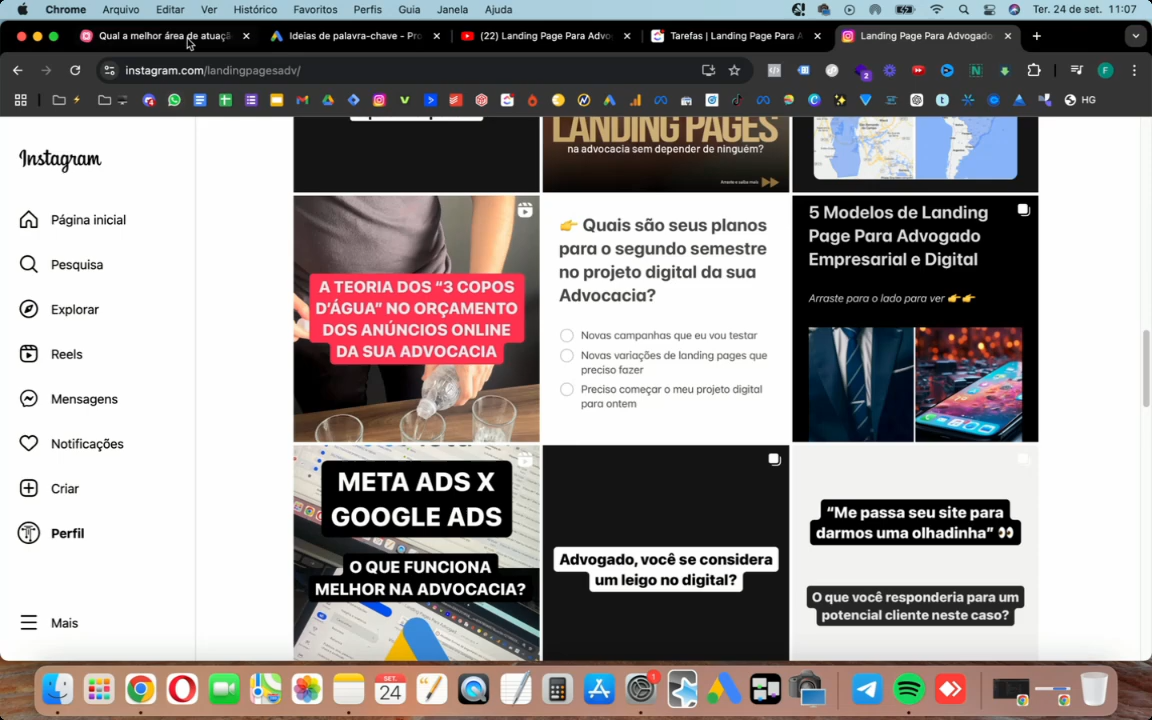 Chrome Arquivo Editar Ver Histórico Favoritos Perfis Guia Janela Ajuda Ter. 24 de set. 11:07
Qual a melhor área de atuaçã Ideias de palavra-chave - Pro (22) Landing Page Para Advo Tarefas | Landing Page Para A Landing Page Para Advogado
instagram.com/landingpagesadv/
HG
Instagram
Página inicial
Pesquisa
Explorar
Reels
Mensagens
Notificações
Criar
Perfil
Mais
LANDING PAGES
na advocacia sem depender de ninguém?
Arraste e saiba mais
A TEORIA DOS “3 COPOS
D’ÁGUA” NO ORÇAMENTO
DOS ANÚNCIOS ONLINE
DA SUA ADVOCACIA
👉 Quais são seus planos
para o segundo semestre
no projeto digital da sua
Advocacia?
Novas campanhas que eu vou testar
Novas variações de landing pages que
preciso fazer
Preciso começar o meu projeto digital
para ontem
5 Modelos de Landing
Page Para Advogado
Empresarial e Digital
Arraste para o lado para ver 👉👉
META ADS X
GOOGLE ADS
O QUE FUNCIONA
MELHOR NA ADVOCACIA?
Advogado, você se considera
um leigo no digital?
“Me passa seu site para
darmos uma olhadinha” 👀
O que você responderia para um
potencial cliente neste caso?
SET.
24
1